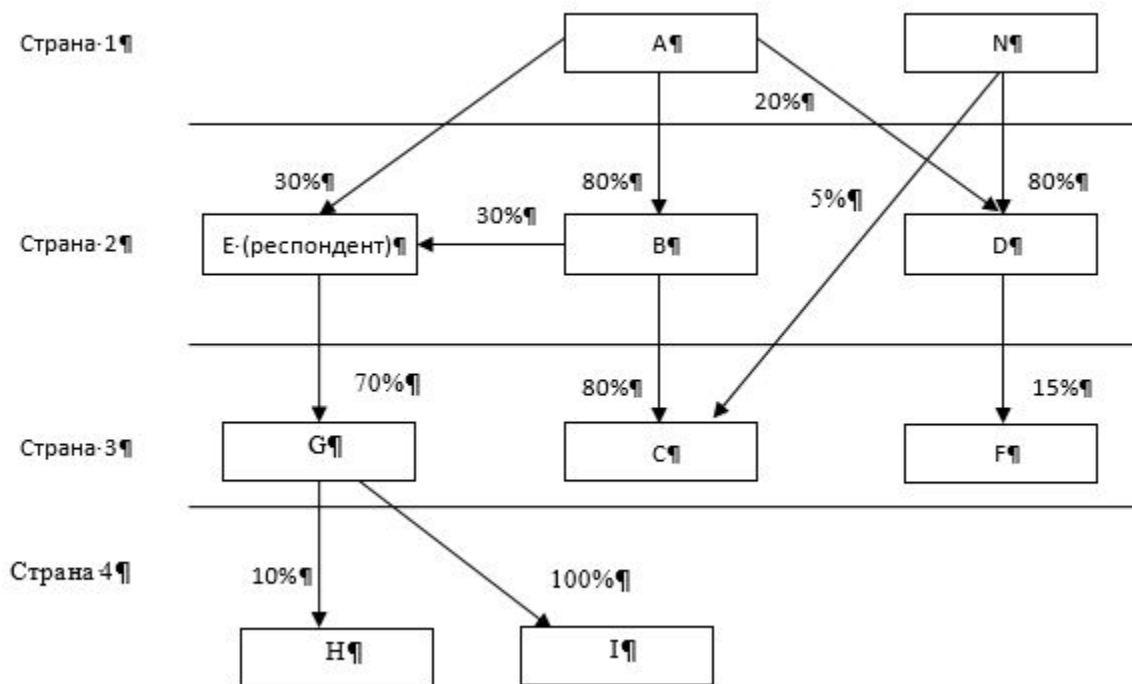 Страна·1¶
A¶
N¶
20%¶
30%¶
80%¶
5%¶
80%¶
30%¶
Страна·2¶
E·(респондент)¶
B¶
D¶
70%¶
80%¶
15%¶
Страна·3¶
G¶
C¶
F¶
Страна·4¶
10%¶
100%¶
H¶
I¶